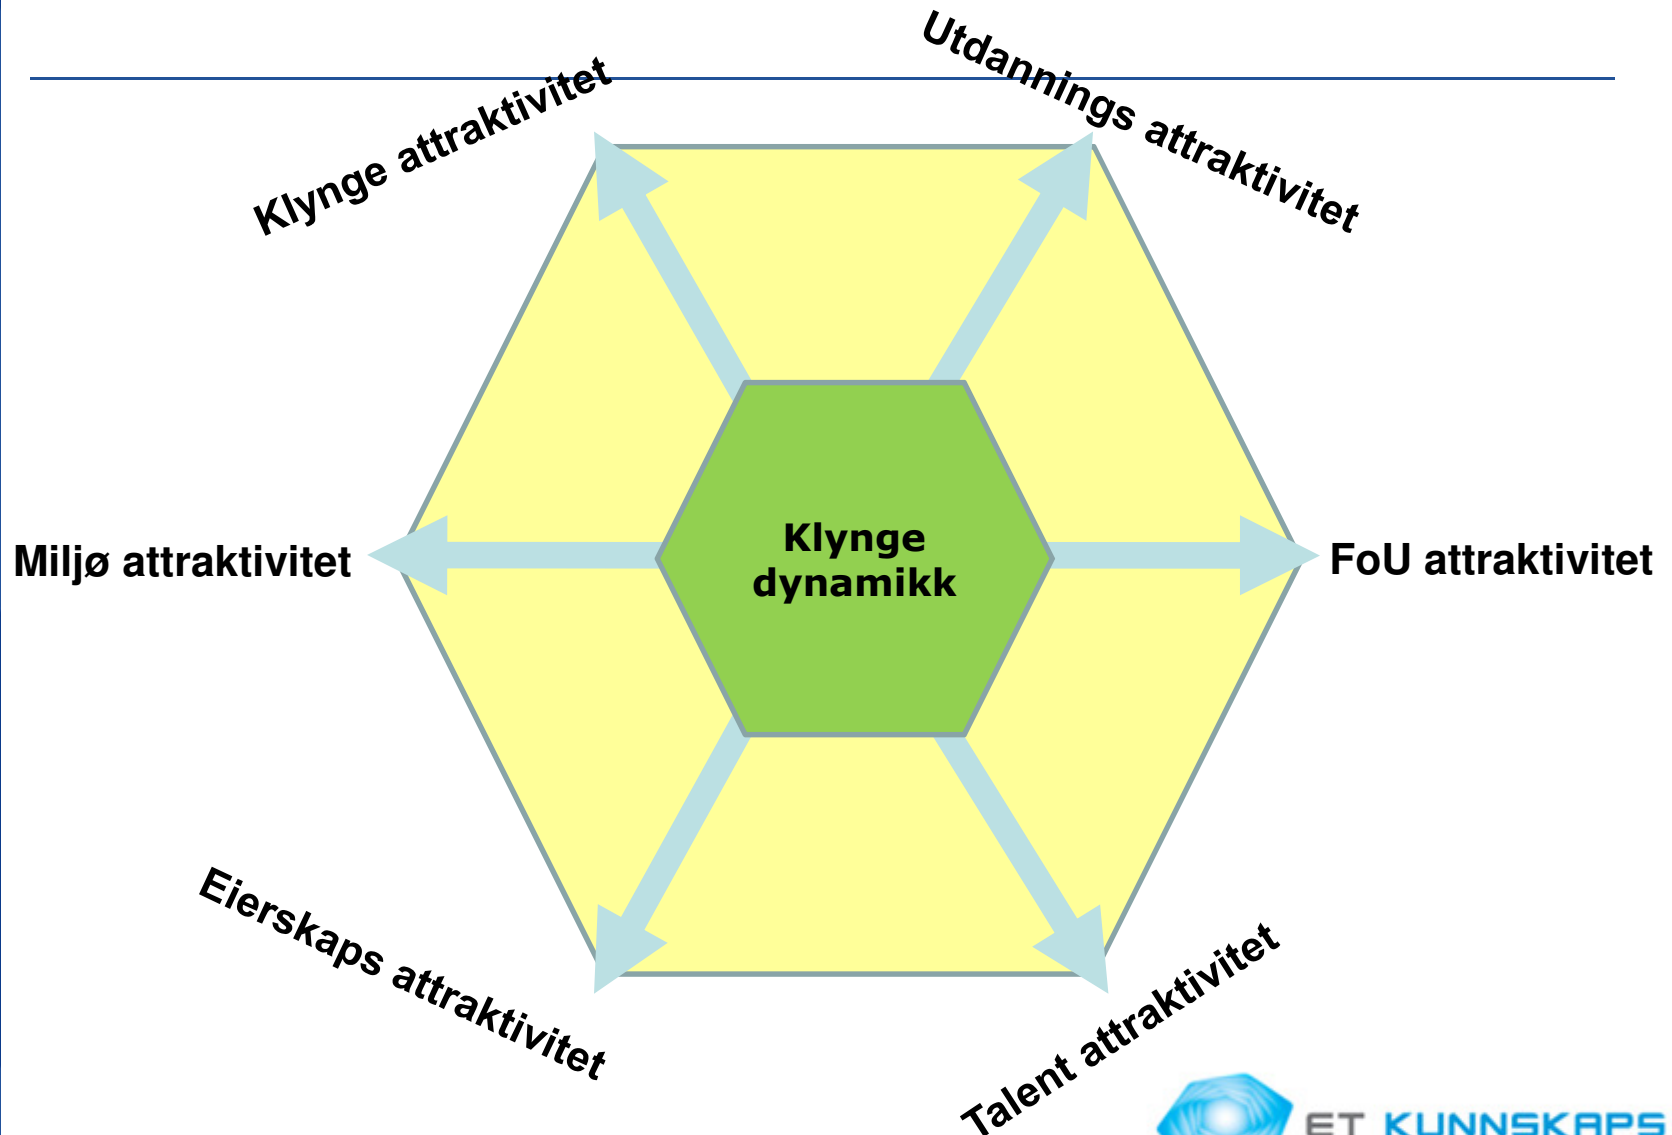 Utdannings attraktivitet
Klynge attraktivitet
Klynge
dynamikk
Miljø attraktivitet
FoU attraktivitet
Eierskaps attraktivitet
Talent attraktivitet
ET KUNNSKAPS